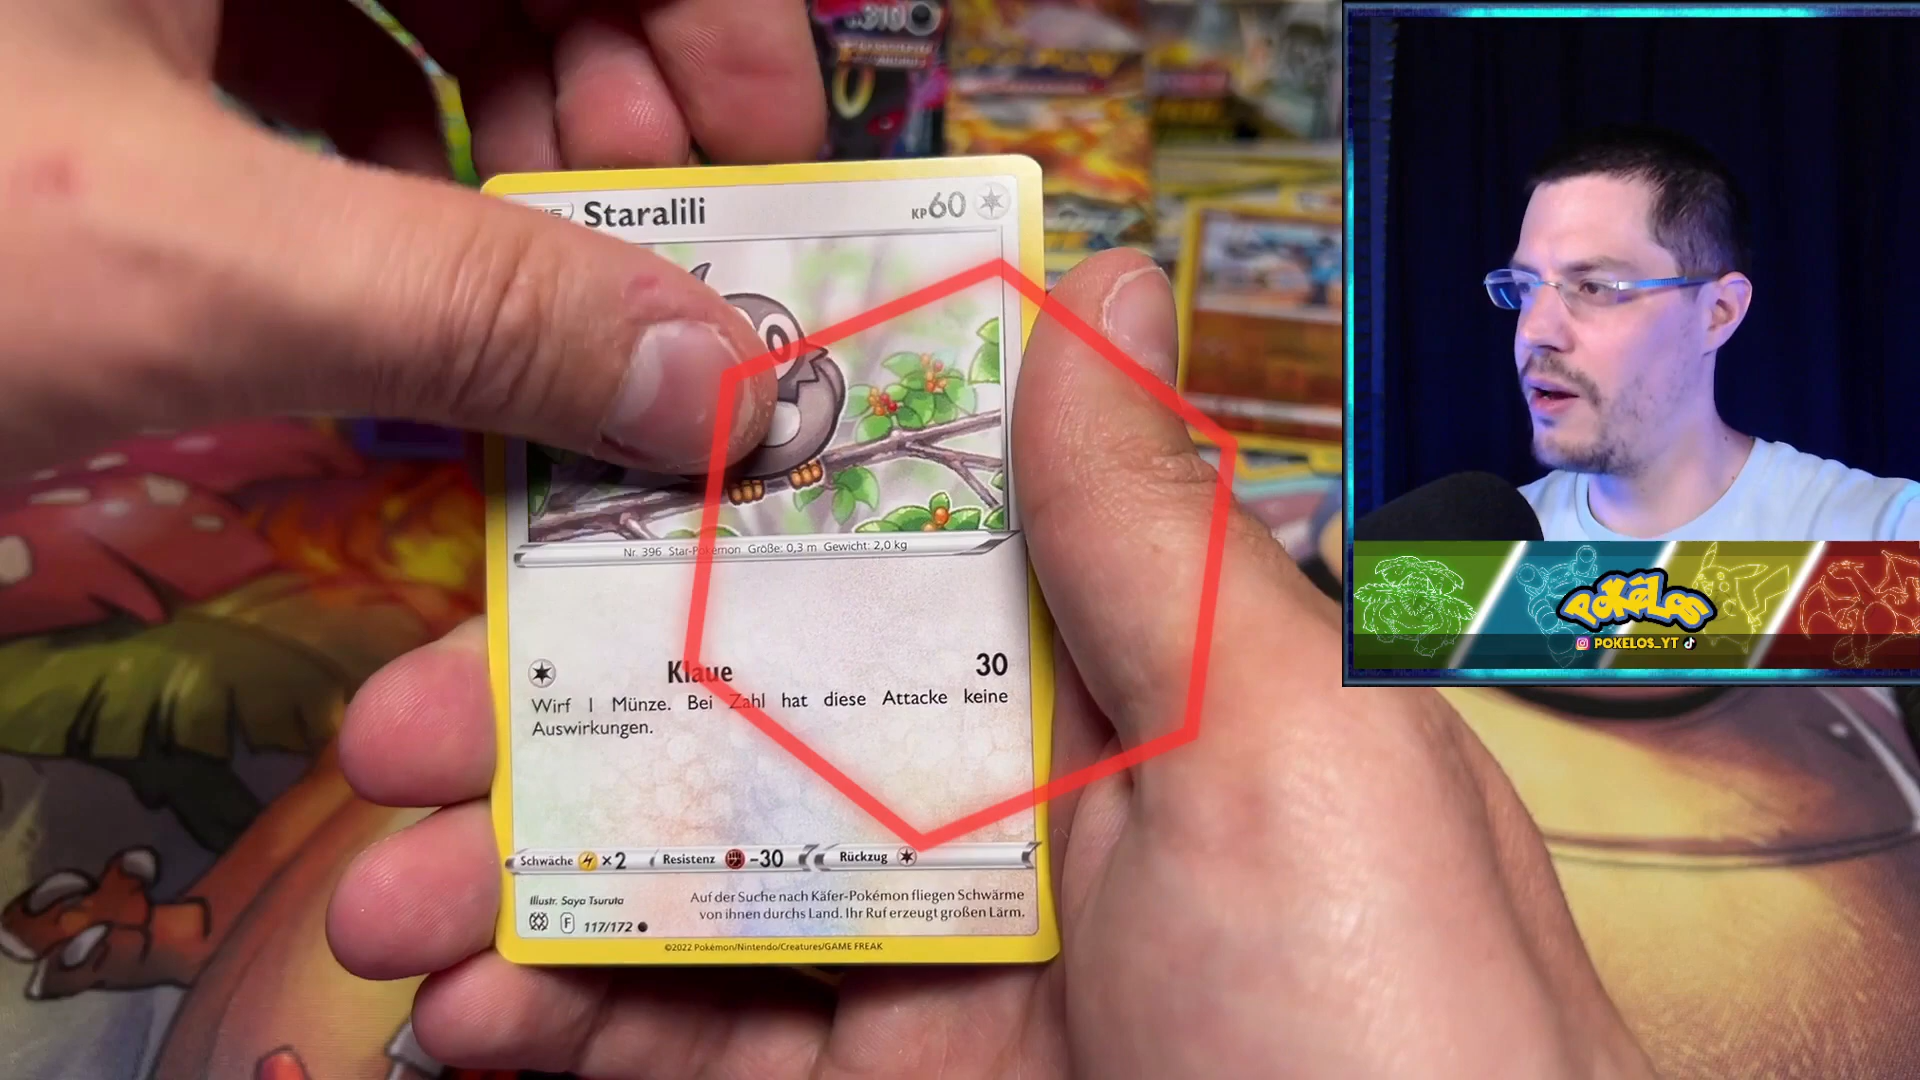 Staralili
KP 60
Nr. 396 Star-Pokémon Größe: 0,3 m Gewicht: 2,0 kg
Klaue 30
Wirf 1 Münze. Bei Zahl hat diese Attacke keine
Auswirkungen.
Schwäche ×2 Resistenz -30 Rückzug
Illustr. Saya Tsuruta
Auf der Suche nach Käfer-Pokémon fliegen Schwärme
von ihnen durchs Land. Ihr Ruf erzeugt großen Lärm.
F 117/172
©2022 Pokémon/Nintendo/Creatures/GAME FREAK
POKÉLOS
POKELOS_YT